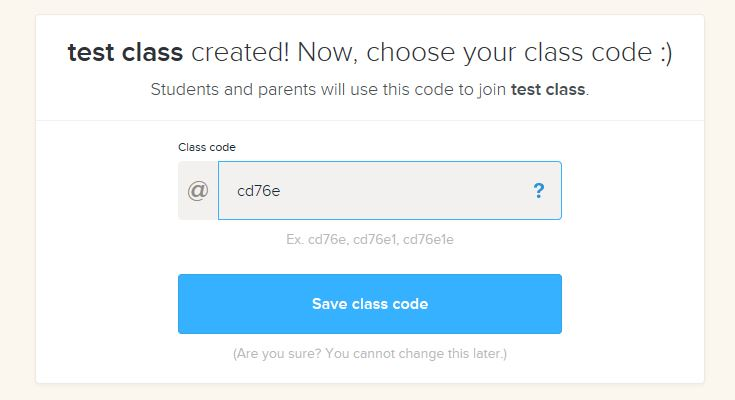 test class created! Now, choose your class code :)
Students and parents will use this code to join test class.
Class code
@ cd76e ?
Ex. cd76e, cd76e1, cd76e1e
Save class code
(Are you sure? You cannot change this later.)